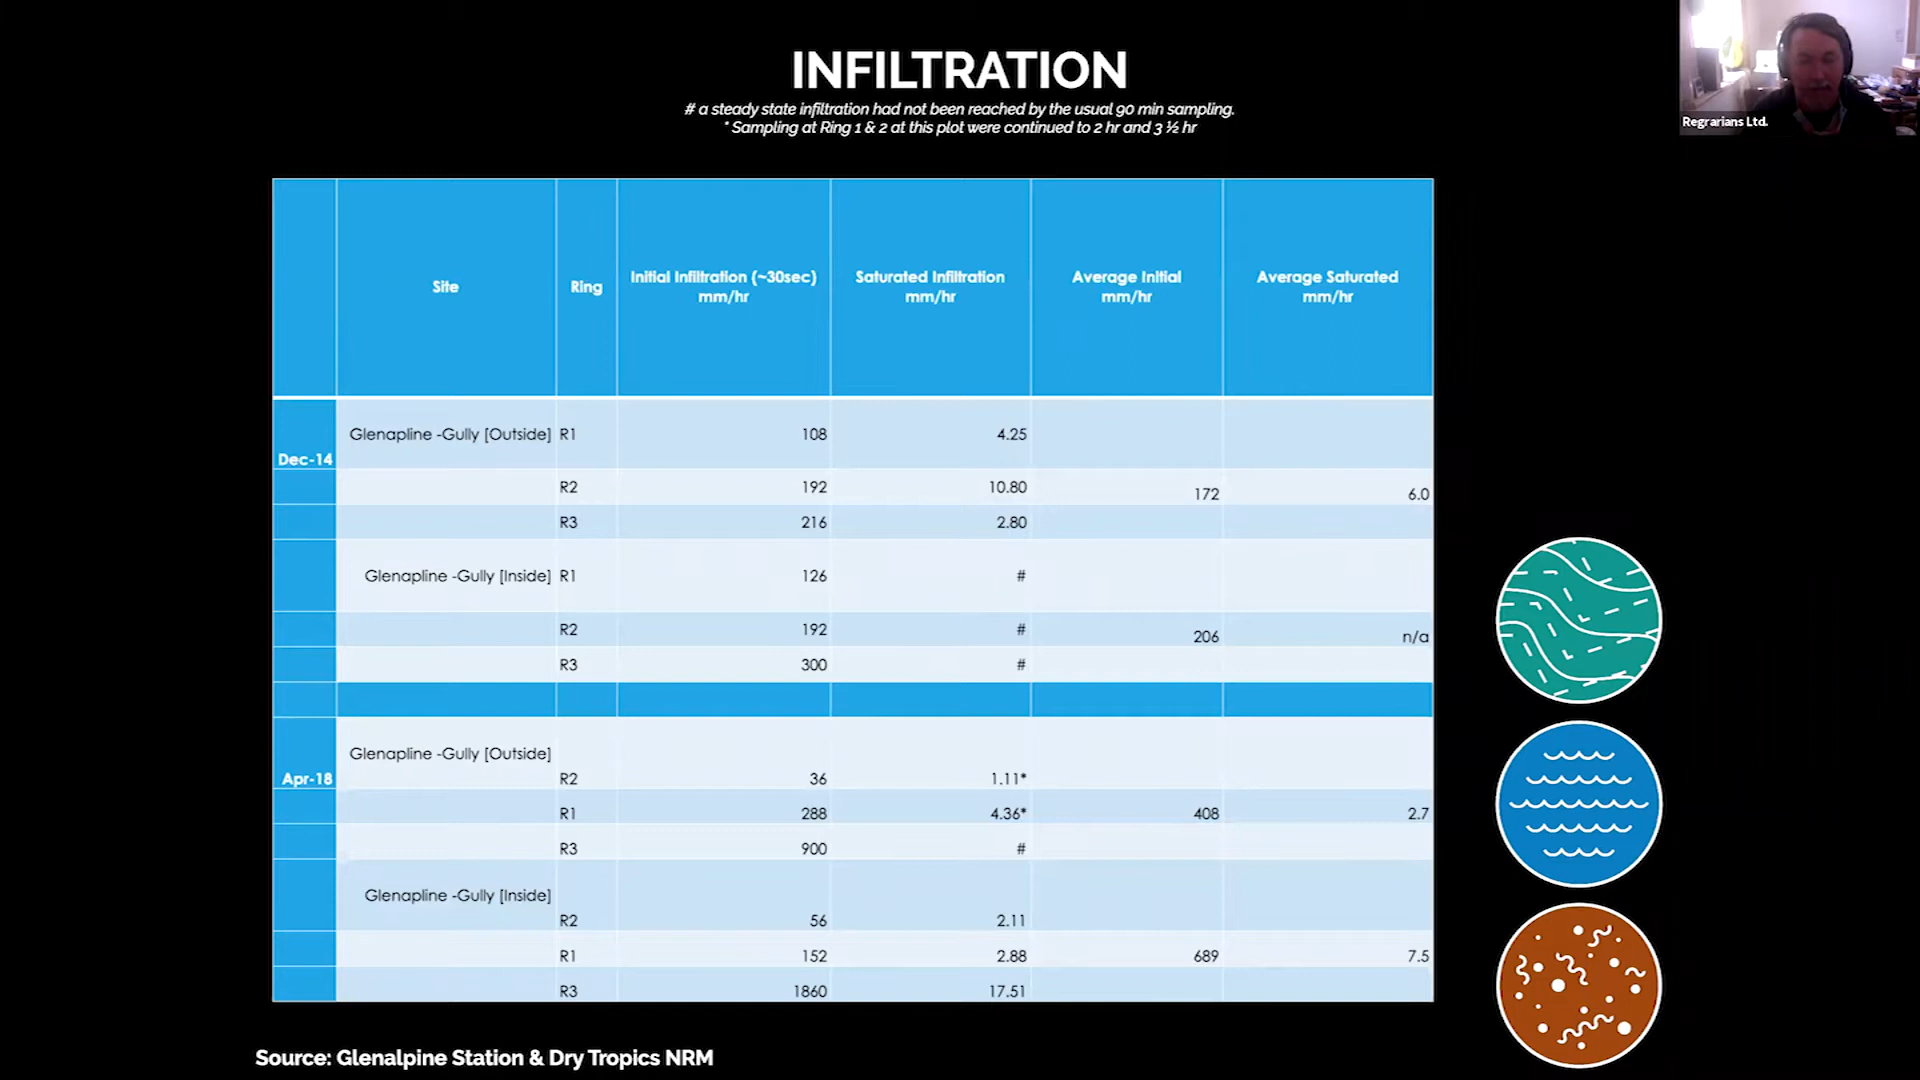 INFILTRATION
# a steady state infiltration had not been reached by the usual 90 min sampling.
* Sampling at Ring 1 & 2 at this plot were continued to 2 hr and 3 ½ hr
Regrarians Ltd.
Site Ring Initial Infiltration (~30sec) mm/hr Saturated Infiltration mm/hr Average Initial mm/hr Average Saturated mm/hr
Dec-14 Glenapline -Gully [Outside] R1 108 4.25
R2 192 10.80 172 6.0
R3 216 2.80
Glenapline -Gully [Inside] R1 126 #
R2 192 # 206 n/a
R3 300 #
Apr-18 Glenapline -Gully [Outside] R2 36 1.11*
R1 288 4.36* 408 2.7
R3 900 #
Glenapline -Gully [Inside] R2 56 2.11
R1 152 2.88 689 7.5
R3 1860 17.51
Source: Glenalpine Station & Dry Tropics NRM